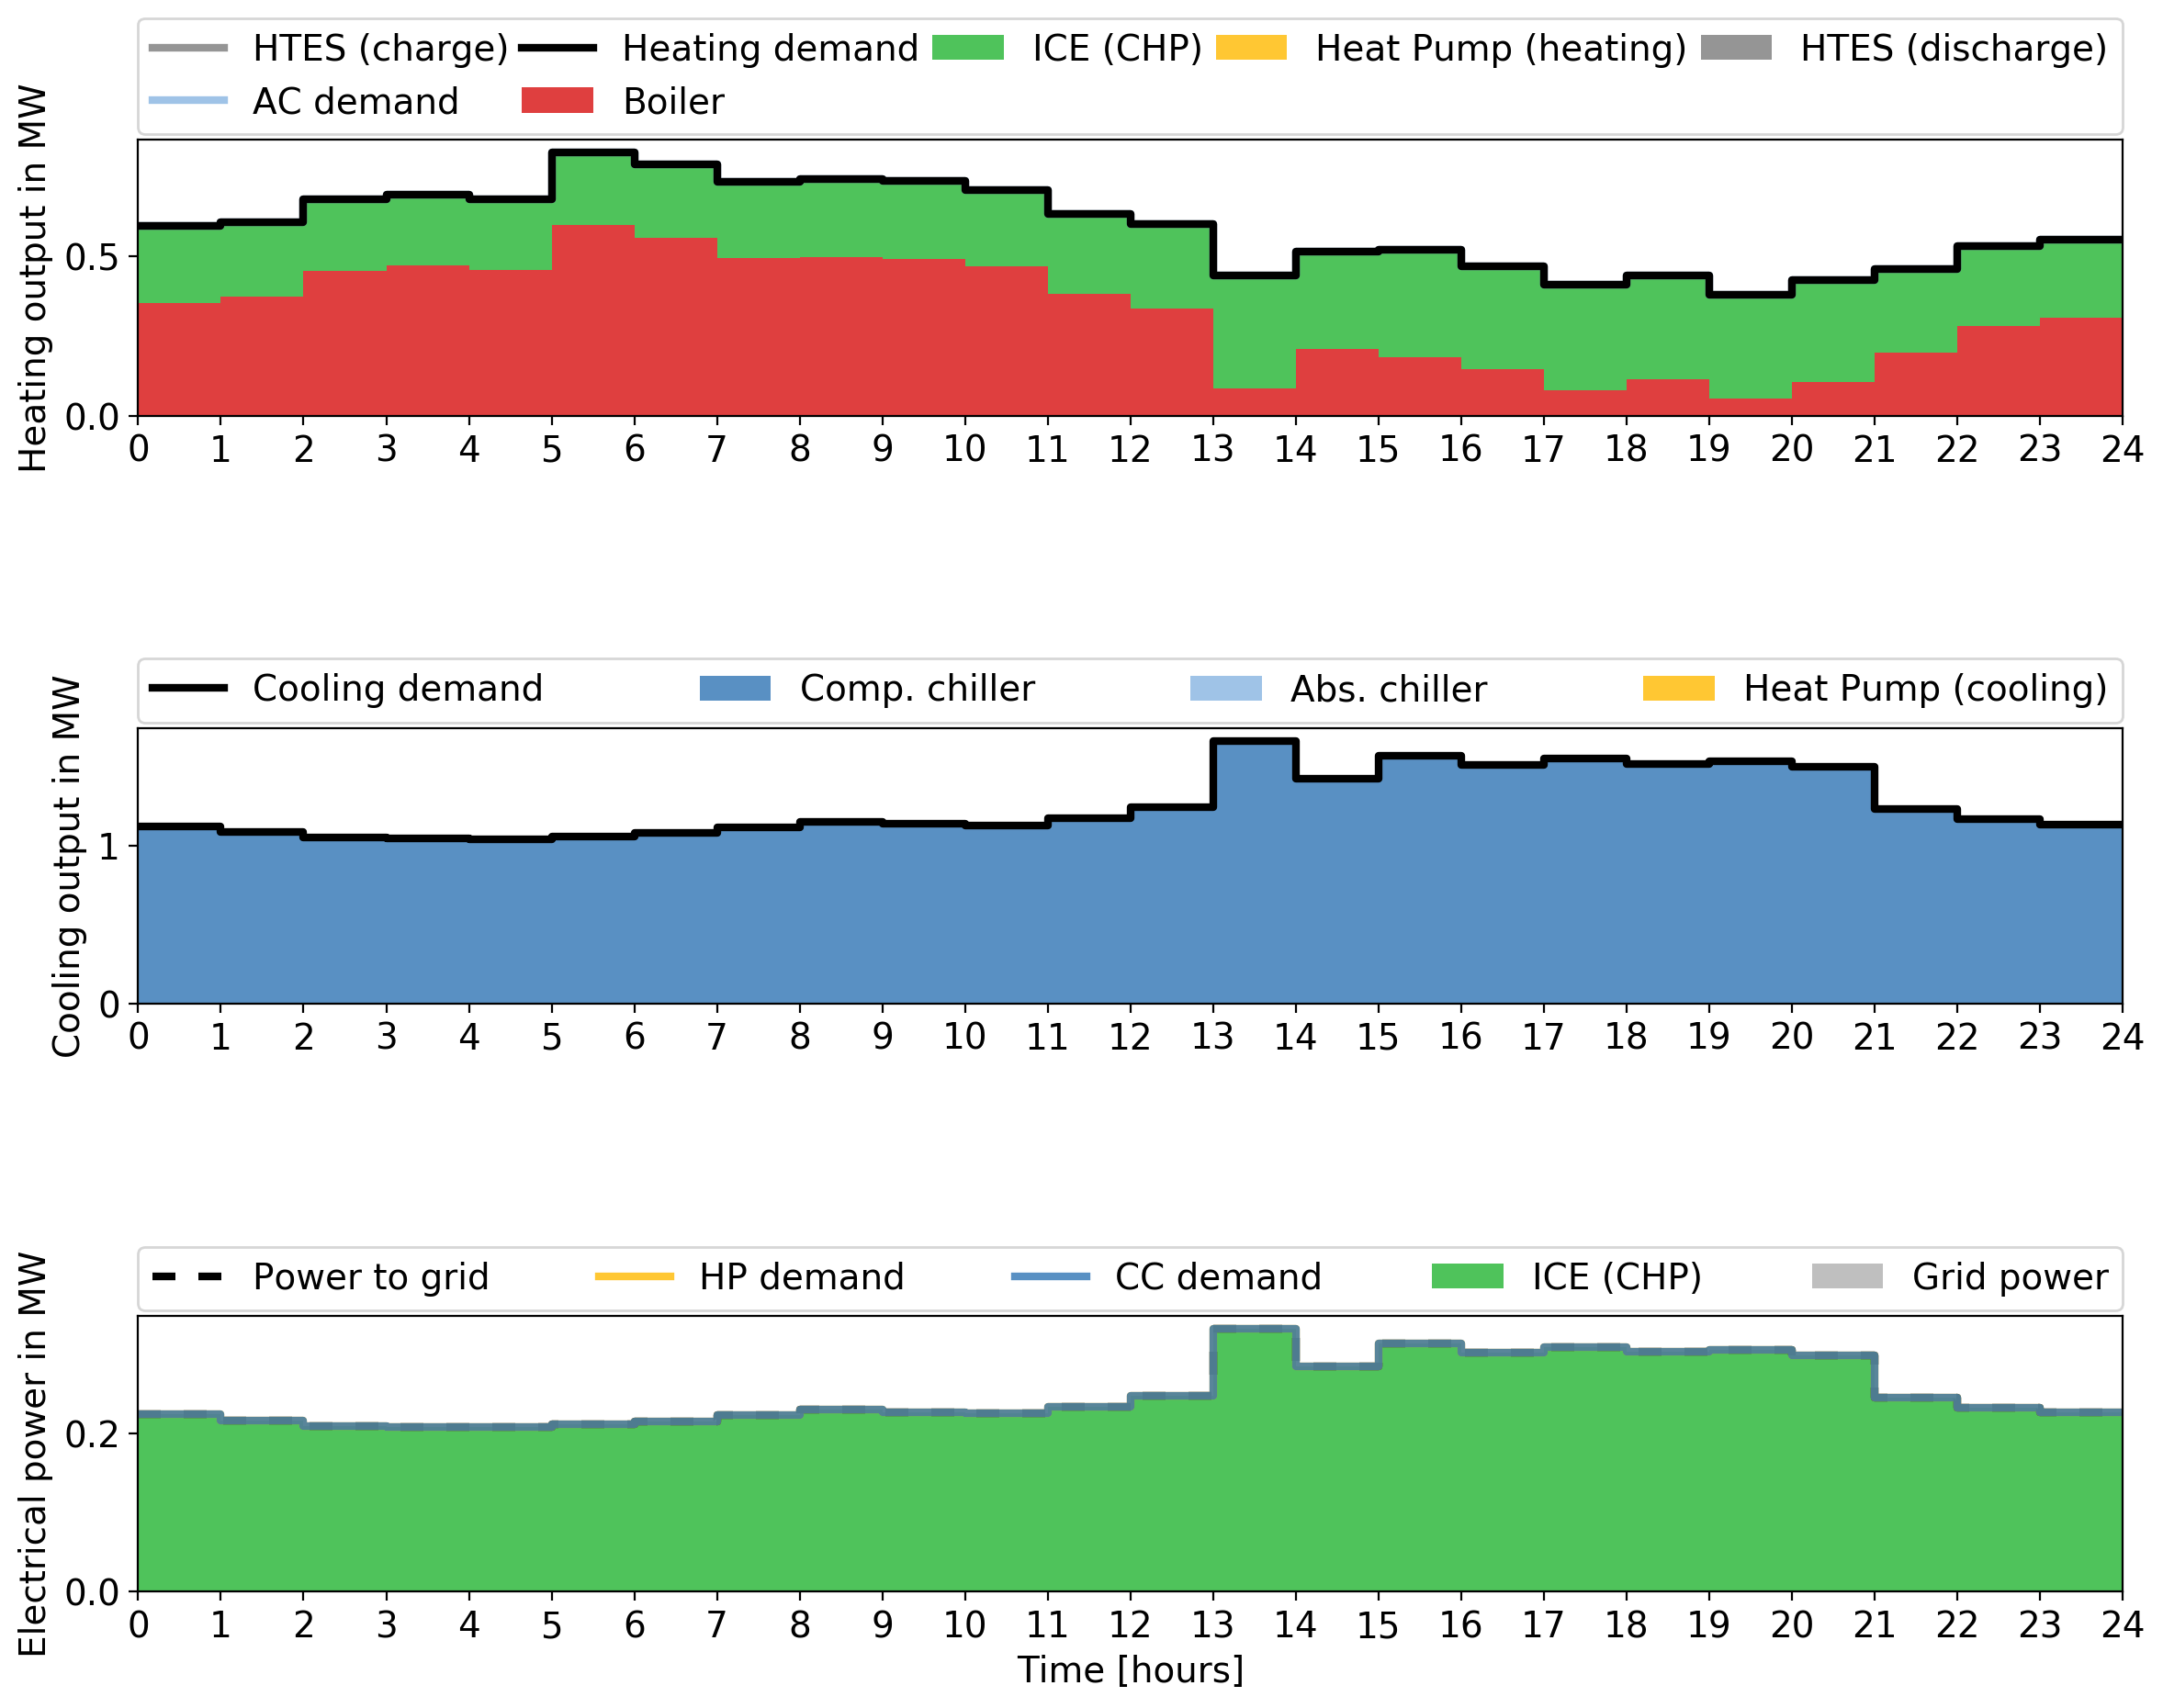 HTES (charge) Heating demand ICE (CHP) Heat Pump (heating) HTES (discharge)
AC demand Boiler
Heating output in MW
0.5
0.0
0 1 2 3 4 5 6 7 8 9 10 11 12 13 14 15 16 17 18 19 20 21 22 23 24
Cooling demand Comp. chiller Abs. chiller Heat Pump (cooling)
Cooling output in MW
1
0
0 1 2 3 4 5 6 7 8 9 10 11 12 13 14 15 16 17 18 19 20 21 22 23 24
Power to grid HP demand CC demand ICE (CHP) Grid power
Electrical power in MW
0.2
0.0
0 1 2 3 4 5 6 7 8 9 10 11 12 13 14 15 16 17 18 19 20 21 22 23 24
Time [hours]